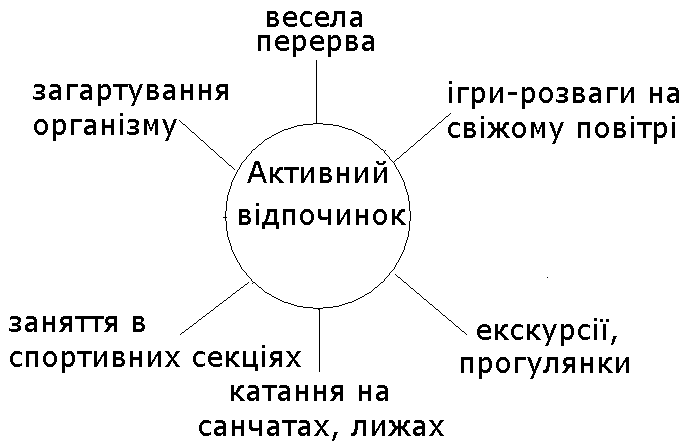 весела
перерва
загартування
організму
ігри-розваги на
свіжому повітрі
Активний
відпочинок
заняття в
спортивних секціях
екскурсії,
прогулянки
катання на
санчатах, лижах